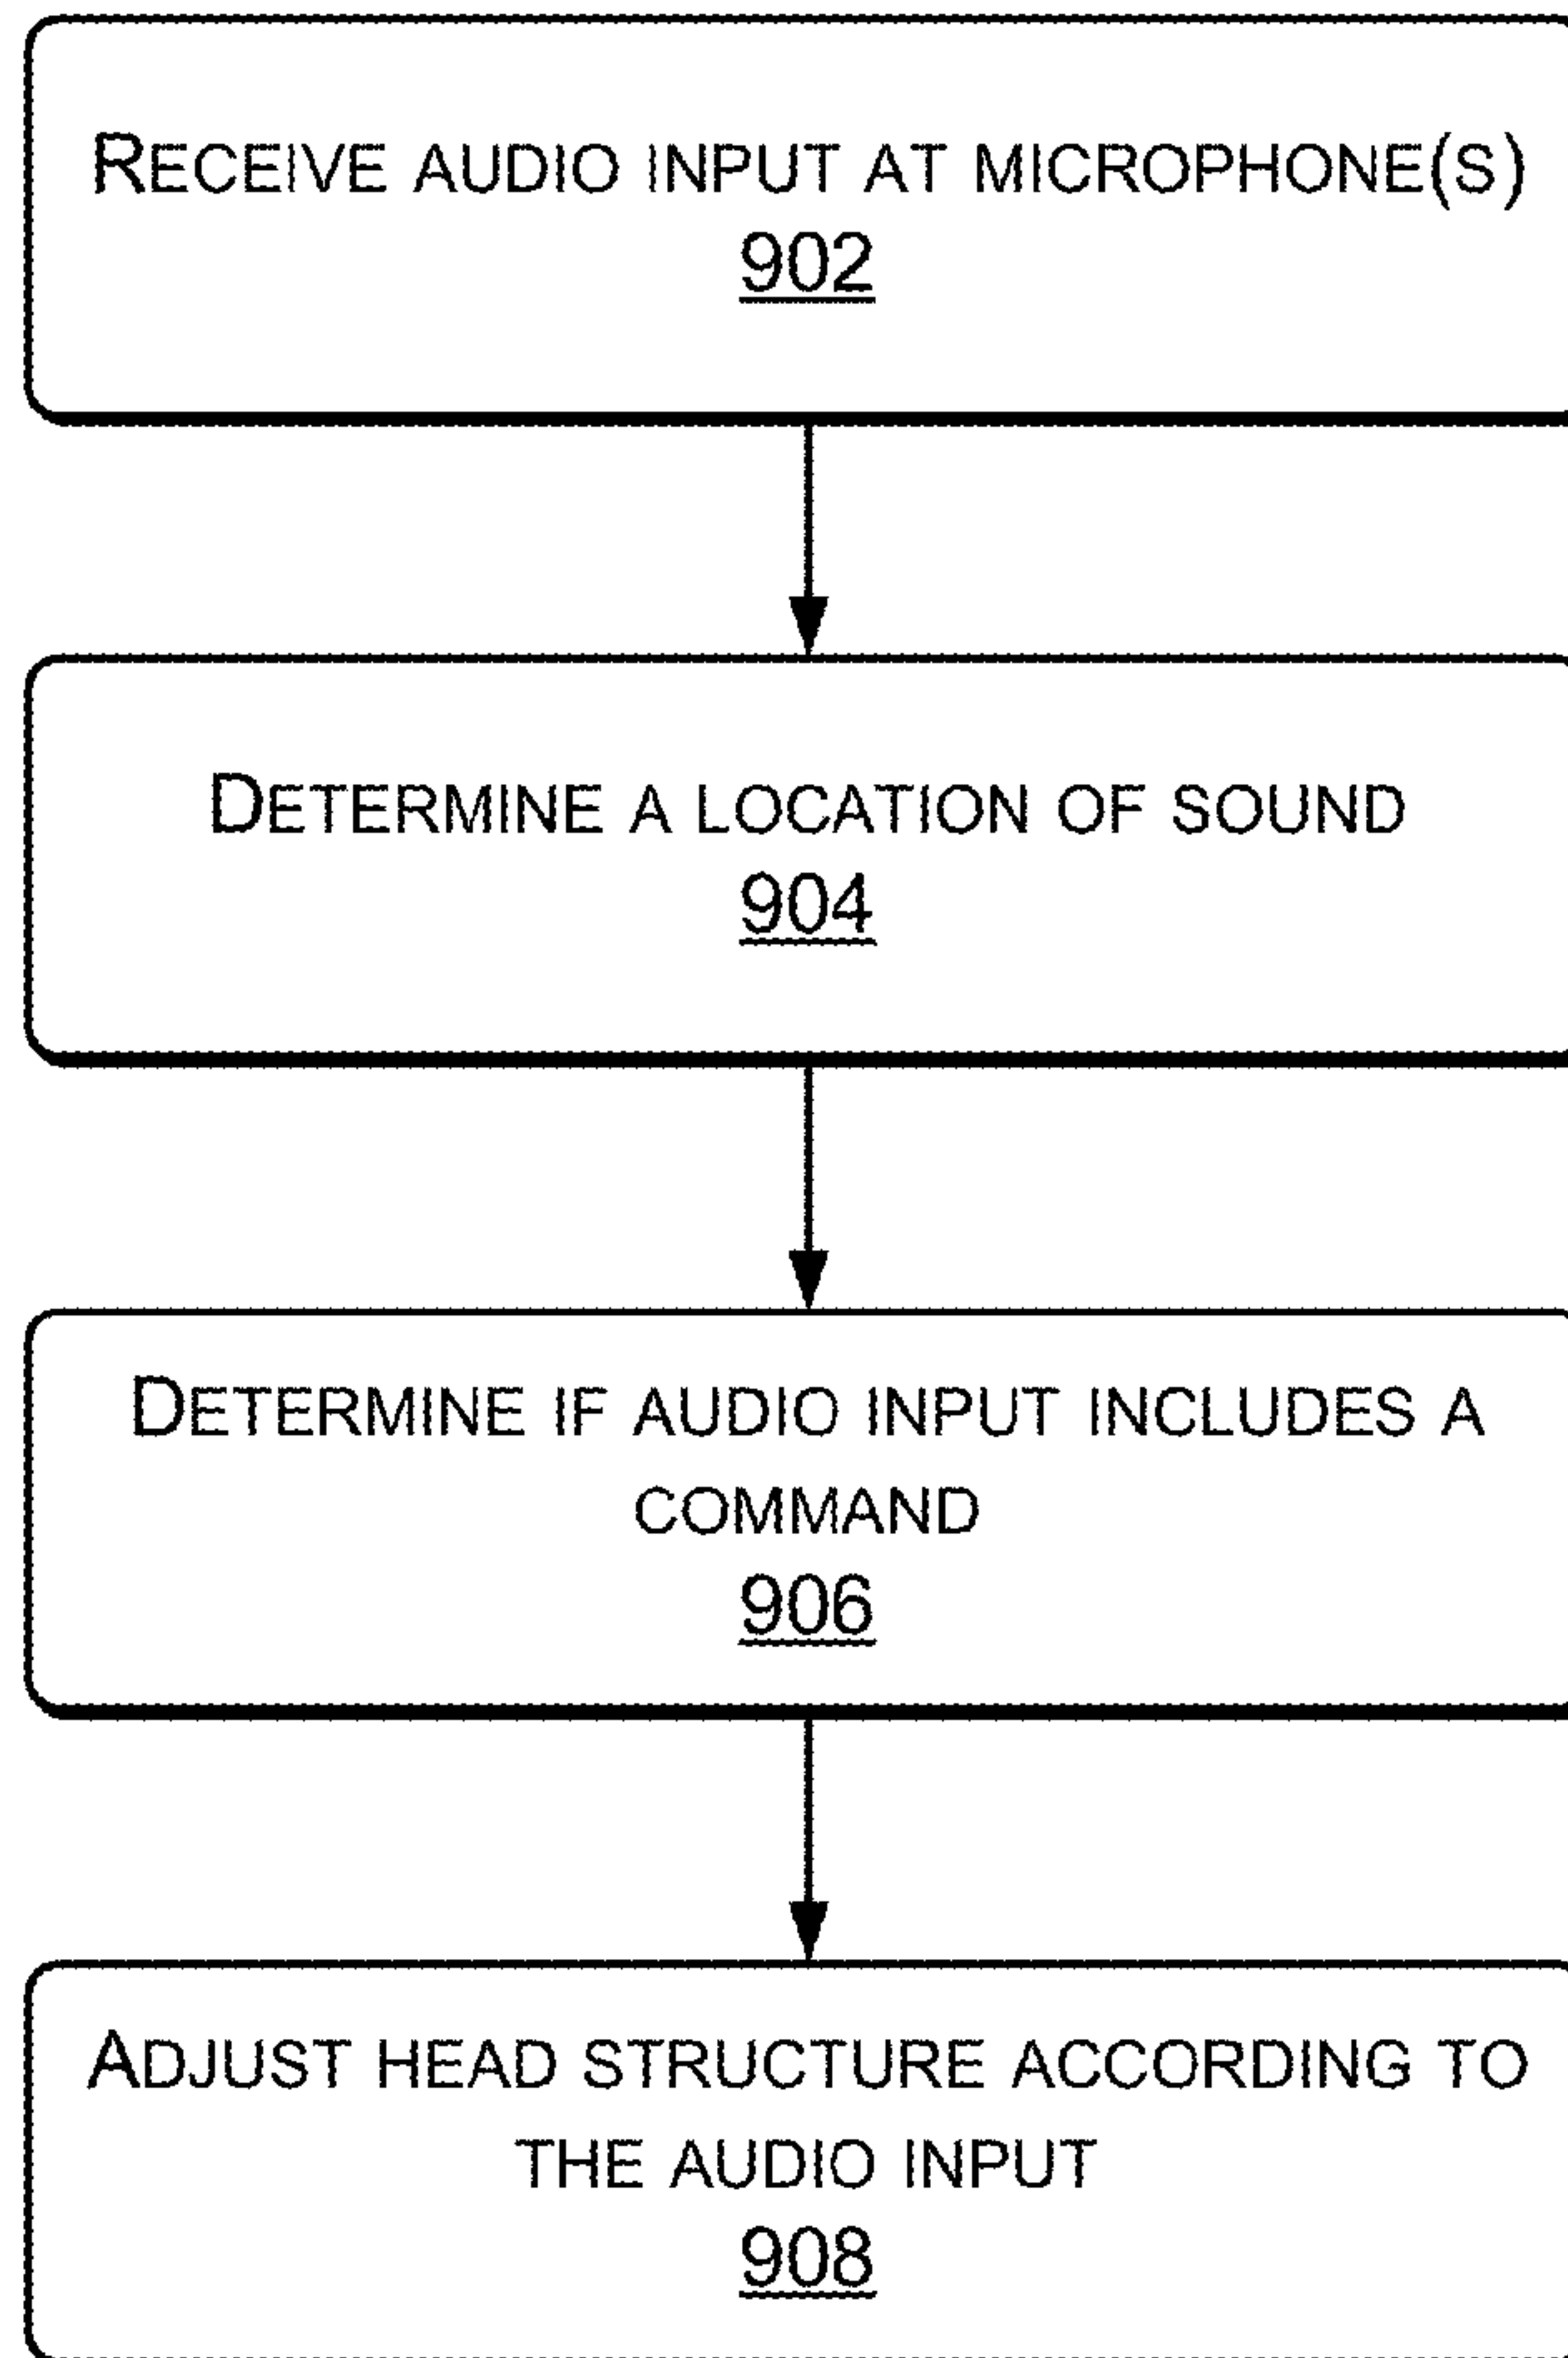 RECEIVE AUDIO INPUT AT MICROPHONE(S)
902
DETERMINE A LOCATION OF SOUND
904
DETERMINE IF AUDIO INPUT INCLUDES A
COMMAND
906
ADJUST HEAD STRUCTURE ACCORDING TO
THE AUDIO INPUT
908